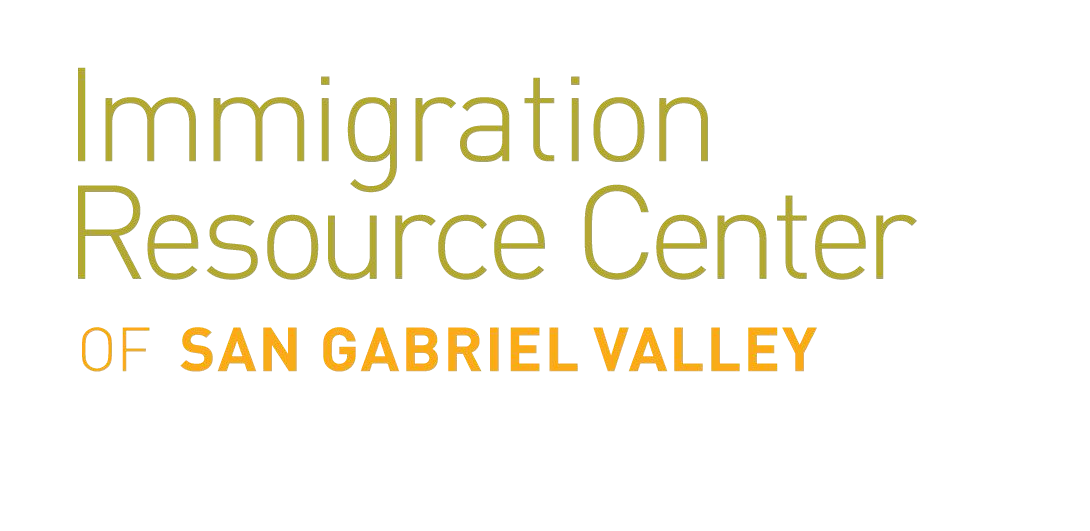 Immigration
Resource Center
OF SAN GABRIEL VALLEY